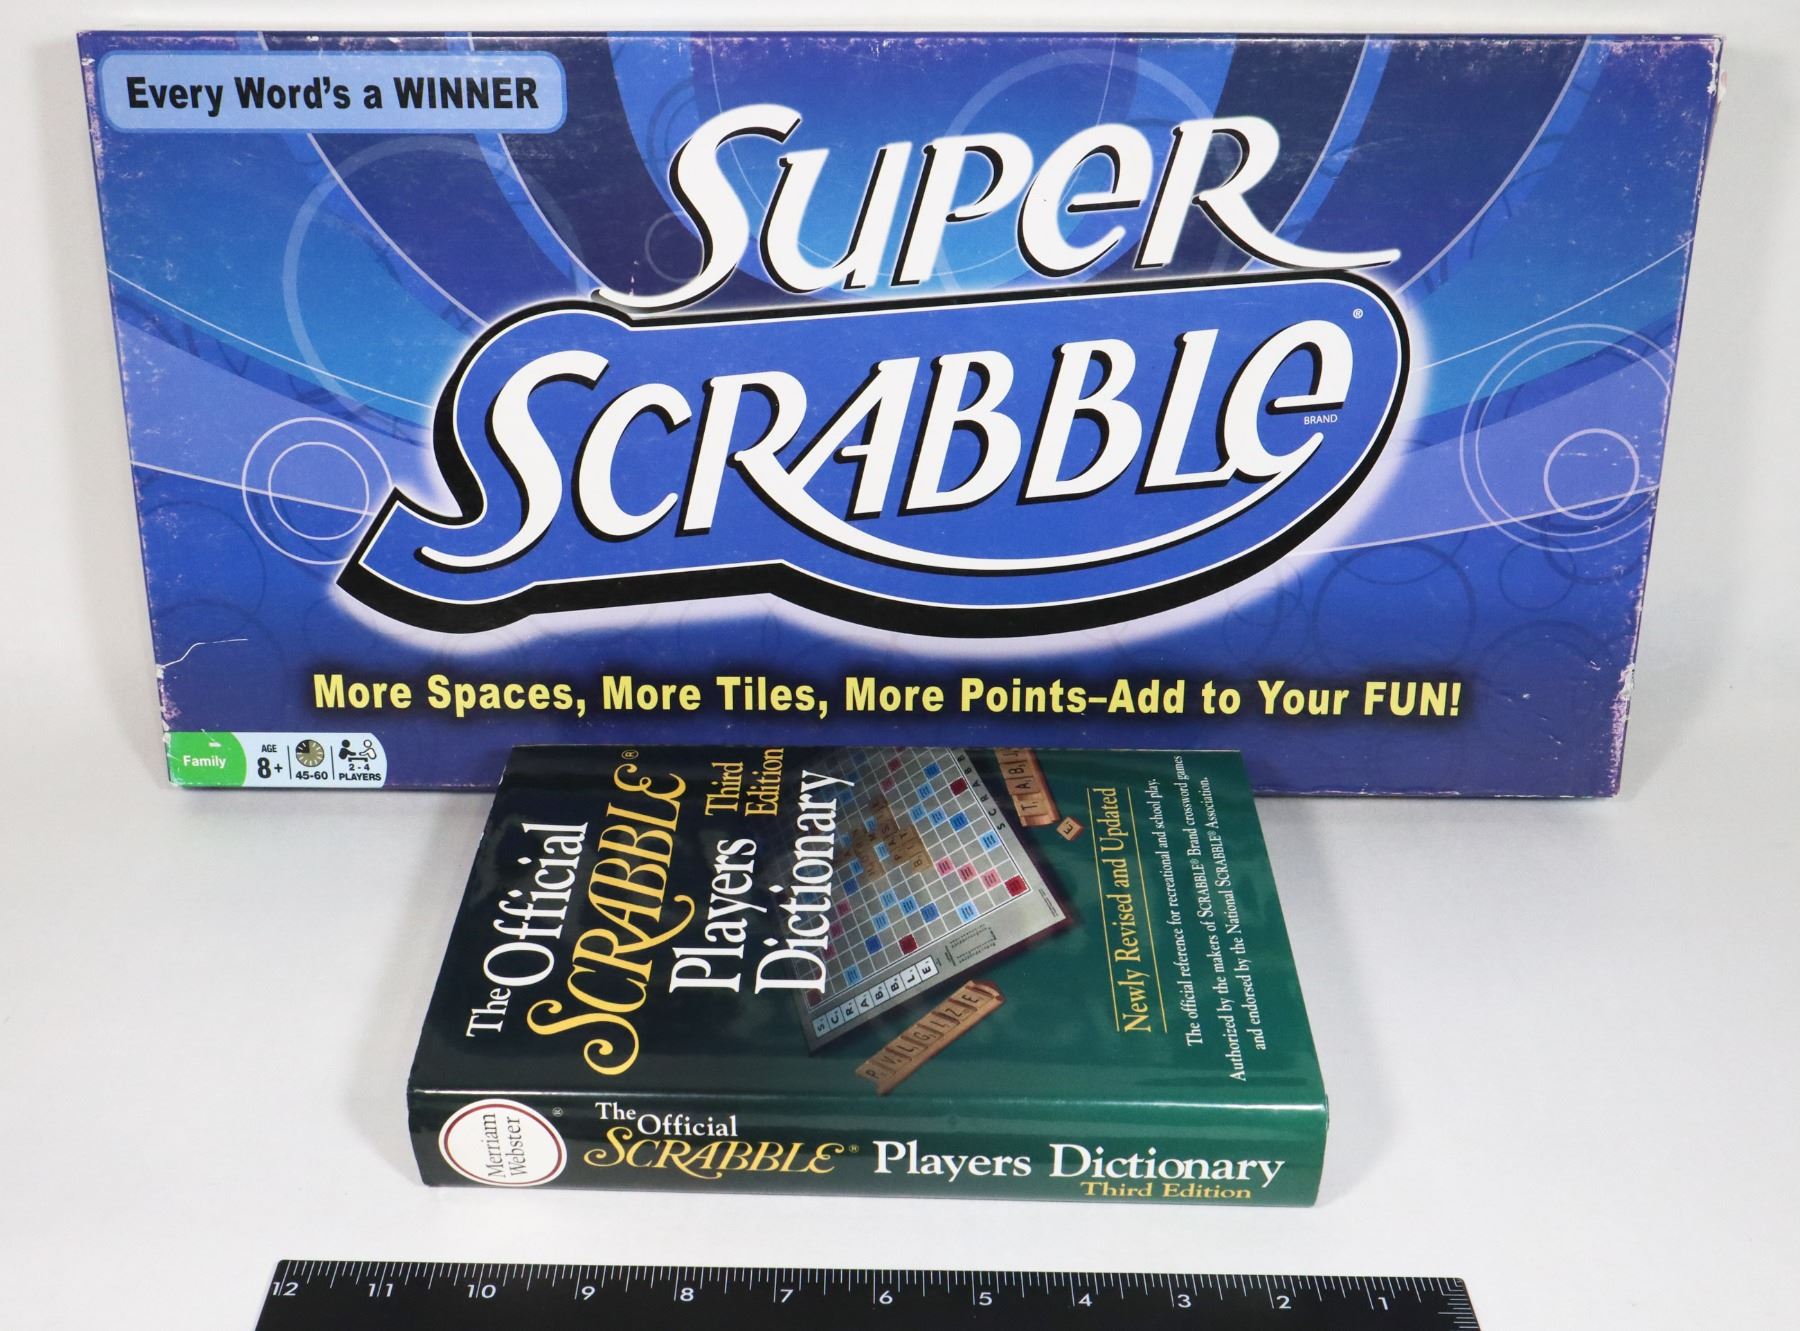 Every Word's a WINNER
SUPER
SCRABBLE®
BRAND
More Spaces, More Tiles, More Points–Add to Your FUN!
Family
AGE
8+
45-60
2-4
PLAYERS
The Official
SCRABBLE®
Players Third
Dictionary Edition
SCRABBLE
SCRABBLE
TABL
E
Newly Revised and Updated
The official reference for recreational and school play.
Authorized by the makers of SCRABBLE® Brand crossword games
and endorsed by the National SCRABBLE® Association.
Merriam
Webster
®
The Official
SCRABBLE® Players Dictionary
Third Edition
12 11 10 9 8 7 6 5 4 3 2 1